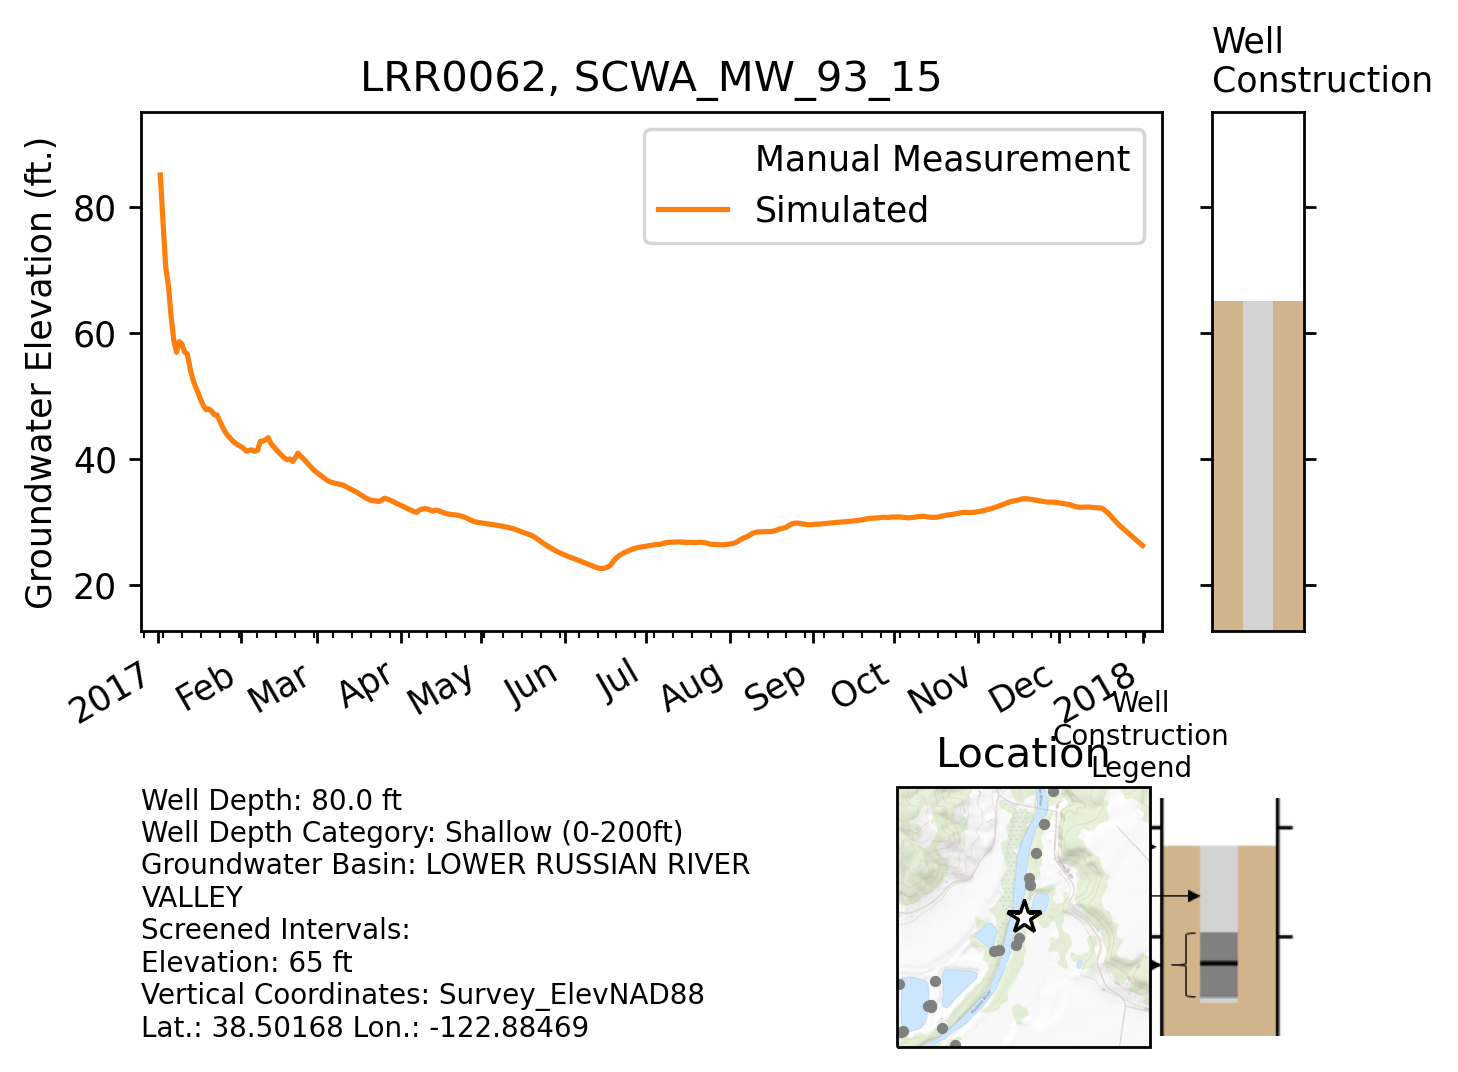 Well
Construction
LRR0062, SCWA_MW_93_15
Manual Measurement
Simulated
Groundwater Elevation (ft.)
80
60
40
20
2017
Feb
Mar
Apr
May
Jun
Jul
Aug
Sep
Oct
Nov
Dec
2018
Well
Construction
Legend
Location
Well Depth: 80.0 ft
Well Depth Category: Shallow (0-200ft)
Groundwater Basin: LOWER RUSSIAN RIVER
VALLEY
Screened Intervals:
Elevation: 65 ft
Vertical Coordinates: Survey_ElevNAD88
Lat.: 38.50168 Lon.: -122.88469